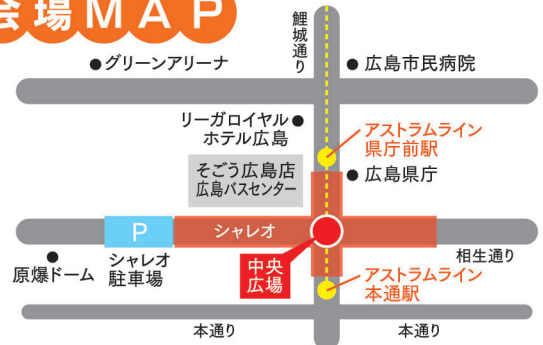 会場MAP
鯉城通り
グリーンアリーナ
広島市民病院
リーガロイヤル
ホテル広島
アストラムライン
県庁前駅
そごう広島店
広島バスセンター
広島県庁
P
シャレオ
相生通り
原爆ドーム
シャレオ
駐車場
中央
広場
アストラムライン
本通駅
本通り
本通り